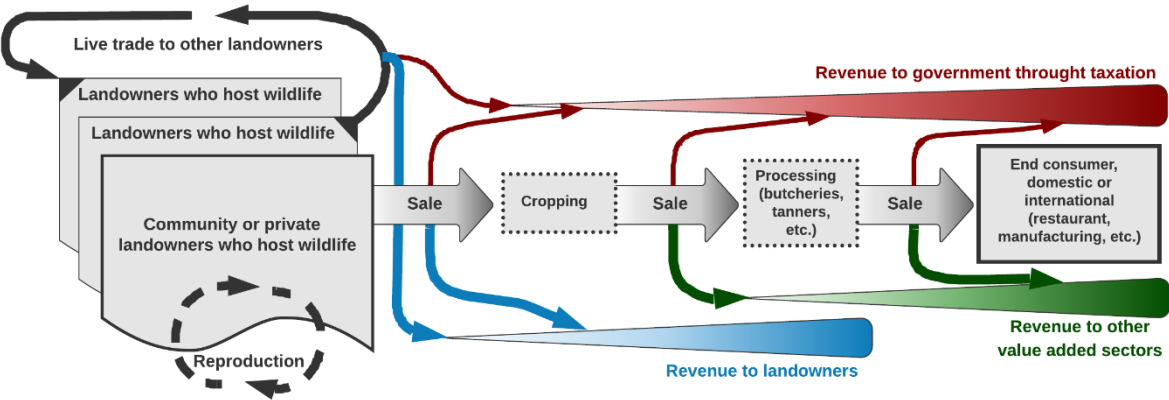 Live trade to other landowners
Landowners who host wildlife
Landowners who host wildlife
Community or private
landowners who host wildlife
Reproduction
Sale
Cropping
Sale
Processing
(butcheries,
tanners,
etc.)
Sale
End consumer,
domestic or
international
(restaurant,
manufacturing, etc.)
Revenue to government throught taxation
Revenue to landowners
Revenue to other
value added sectors